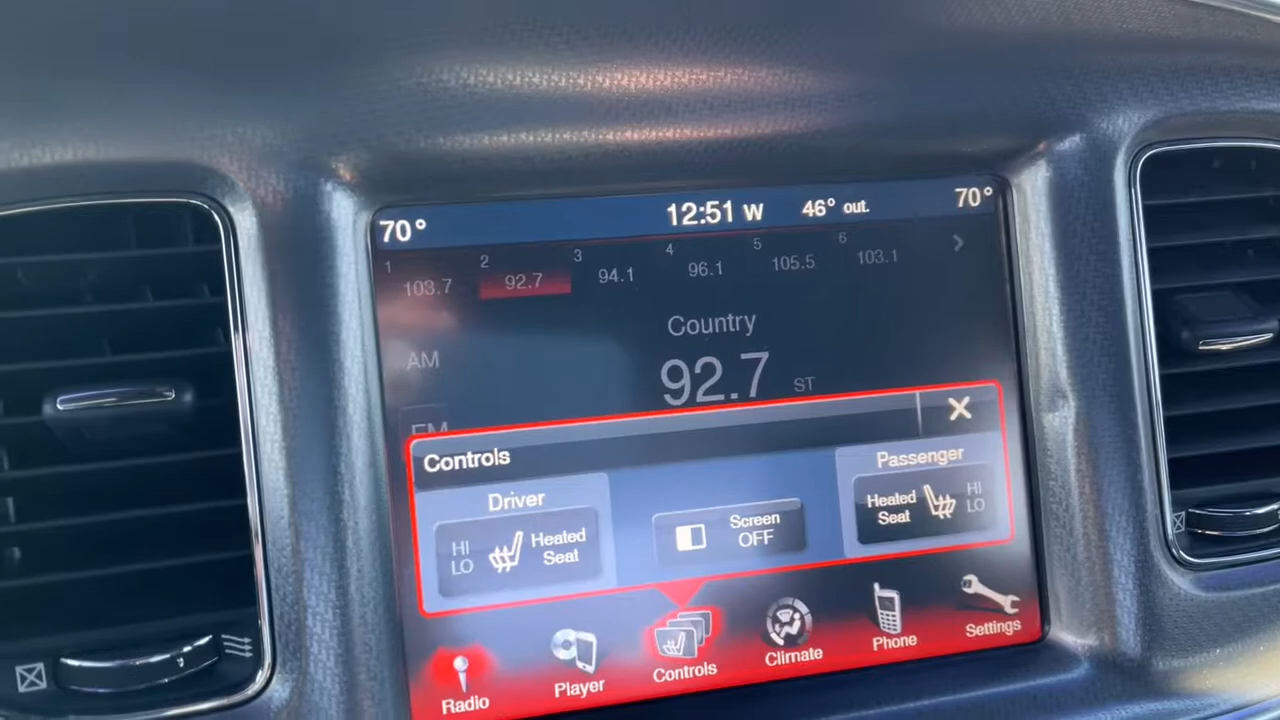 70° 12:51 W 46° out. 70°
1 2 3 4 5 6
103.7 92.7 94.1 96.1 105.5 103.1
Country
AM
92.7 ST
FM
Controls
Driver
Passenger
HI
LO
Heated
Seat
Screen
OFF
Heated
Seat
HI
LO
Radio Player Controls Climate Phone Settings